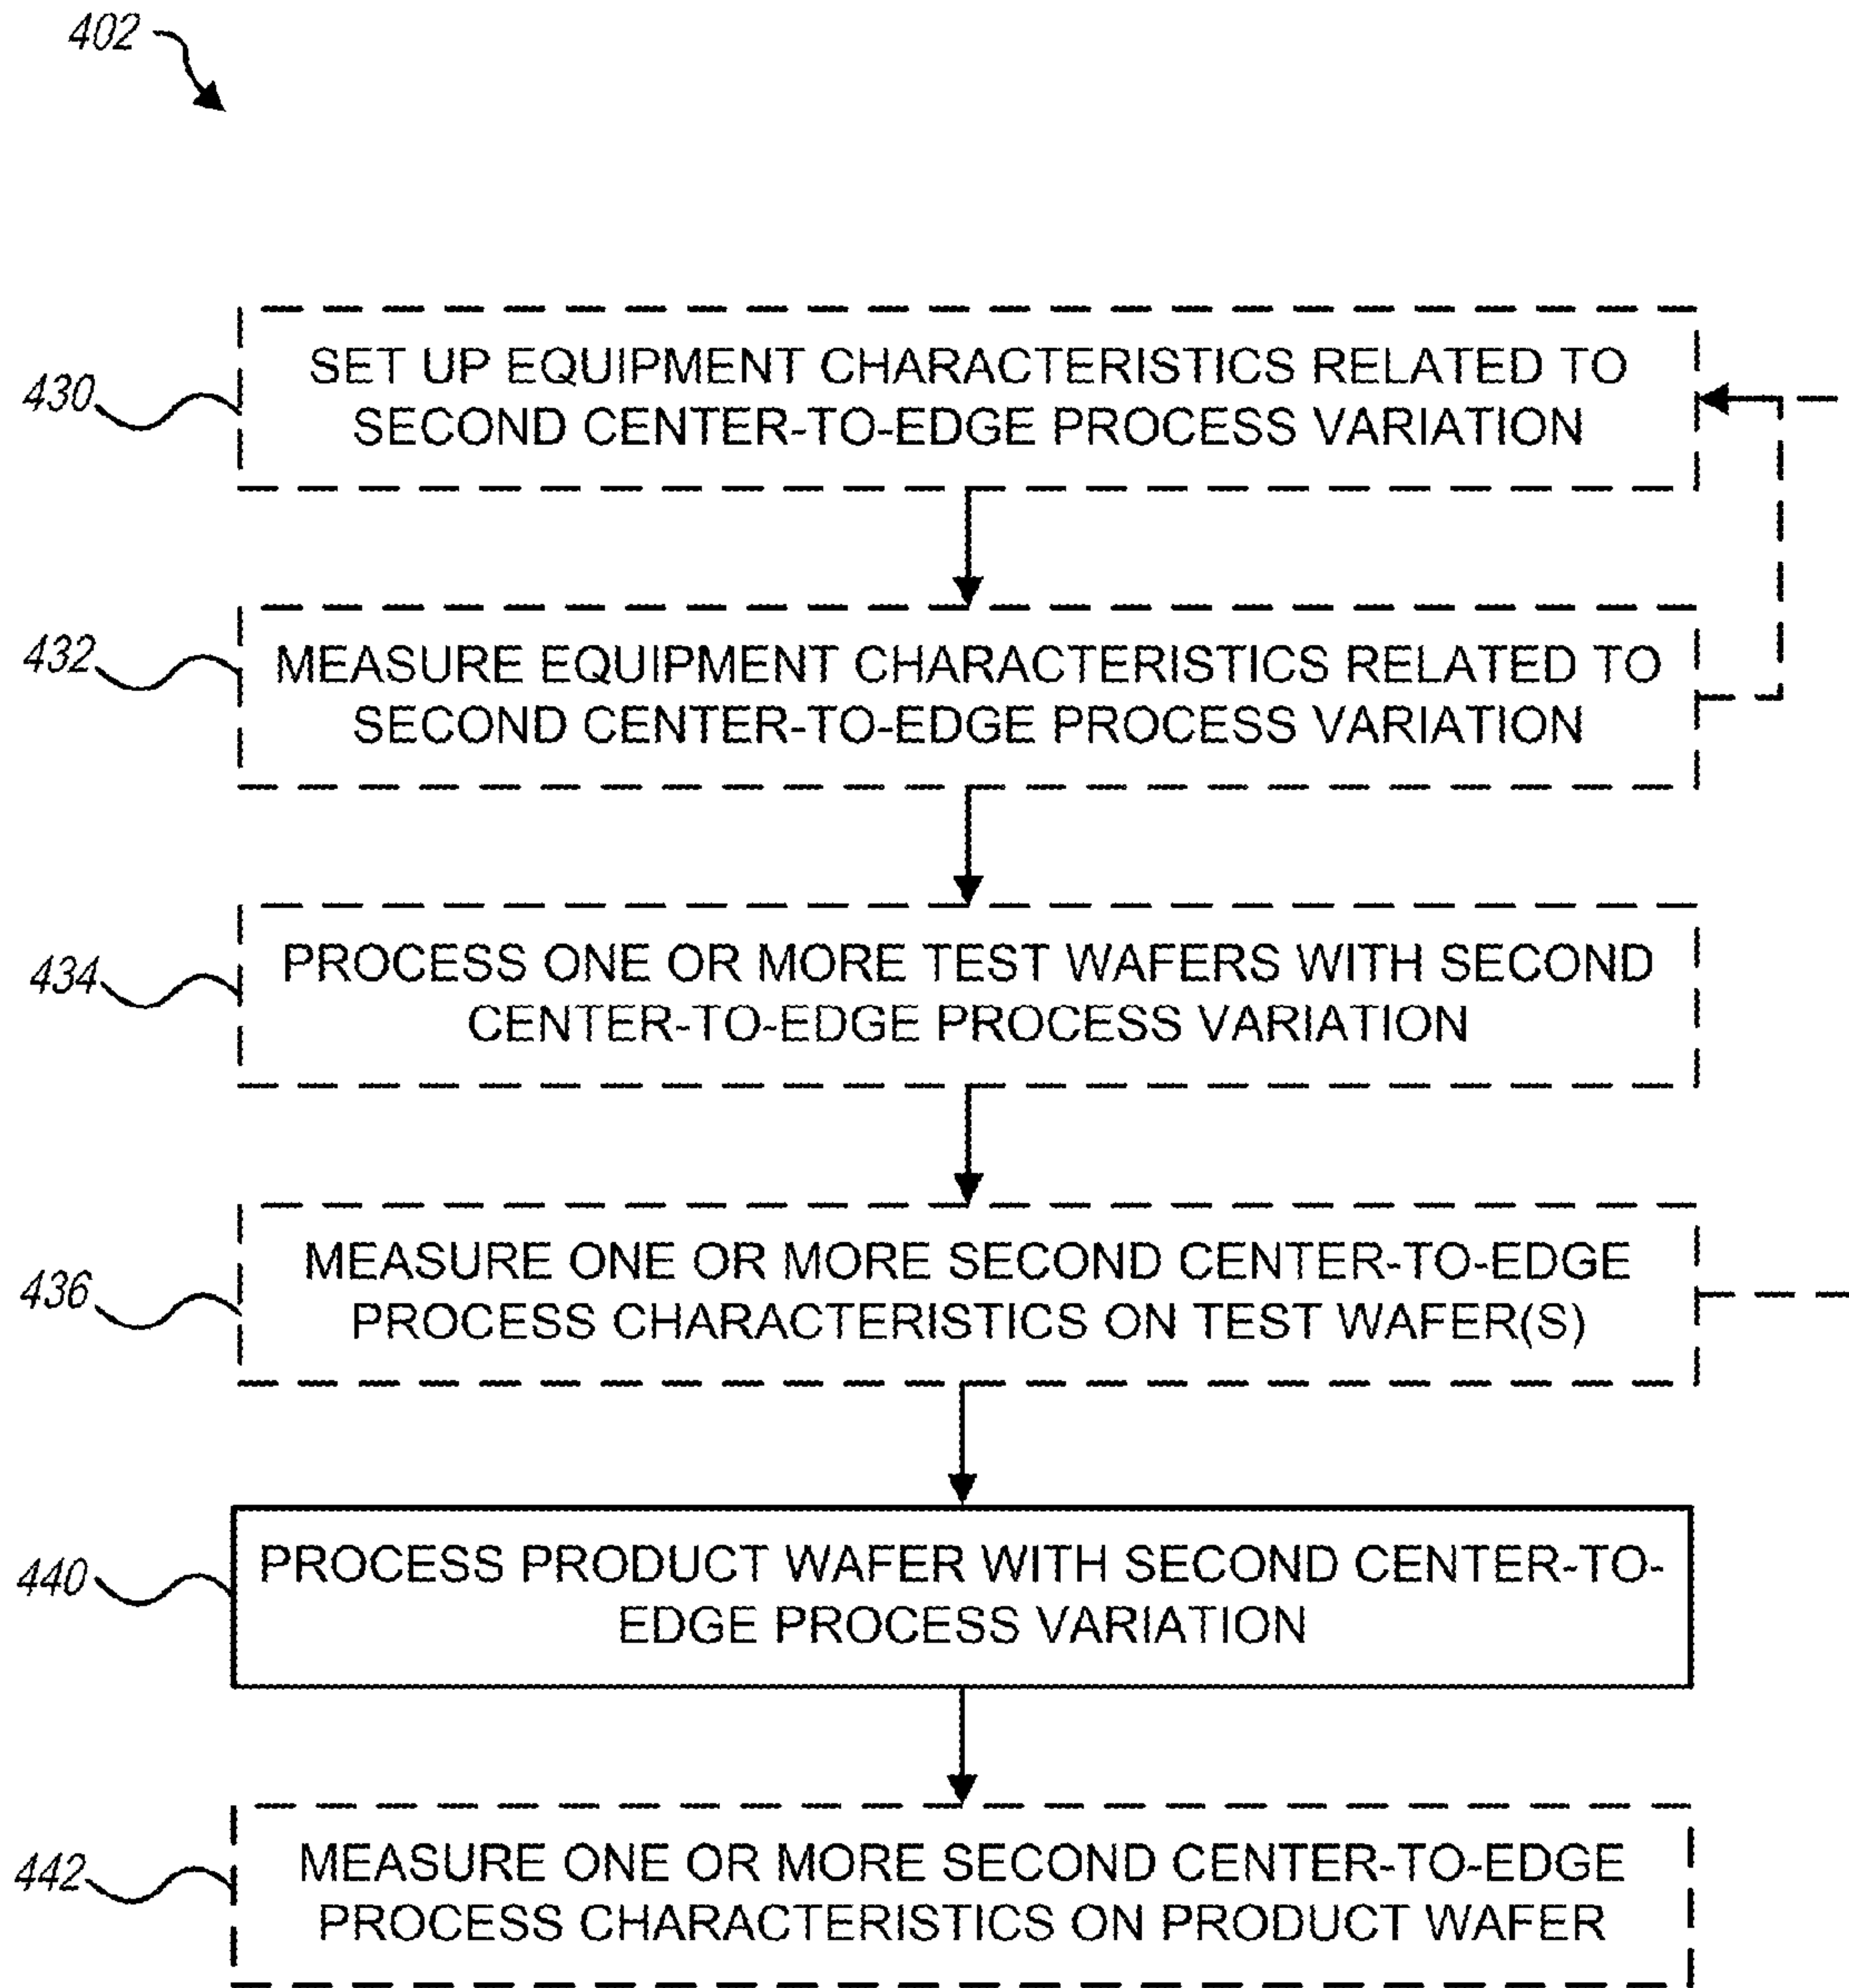 402
430
SET UP EQUIPMENT CHARACTERISTICS RELATED TO
SECOND CENTER-TO-EDGE PROCESS VARIATION
432
MEASURE EQUIPMENT CHARACTERISTICS RELATED TO
SECOND CENTER-TO-EDGE PROCESS VARIATION
434
PROCESS ONE OR MORE TEST WAFERS WITH SECOND
CENTER-TO-EDGE PROCESS VARIATION
436
MEASURE ONE OR MORE SECOND CENTER-TO-EDGE
PROCESS CHARACTERISTICS ON TEST WAFER(S)
440
PROCESS PRODUCT WAFER WITH SECOND CENTER-TO-
EDGE PROCESS VARIATION
442
MEASURE ONE OR MORE SECOND CENTER-TO-EDGE
PROCESS CHARACTERISTICS ON PRODUCT WAFER